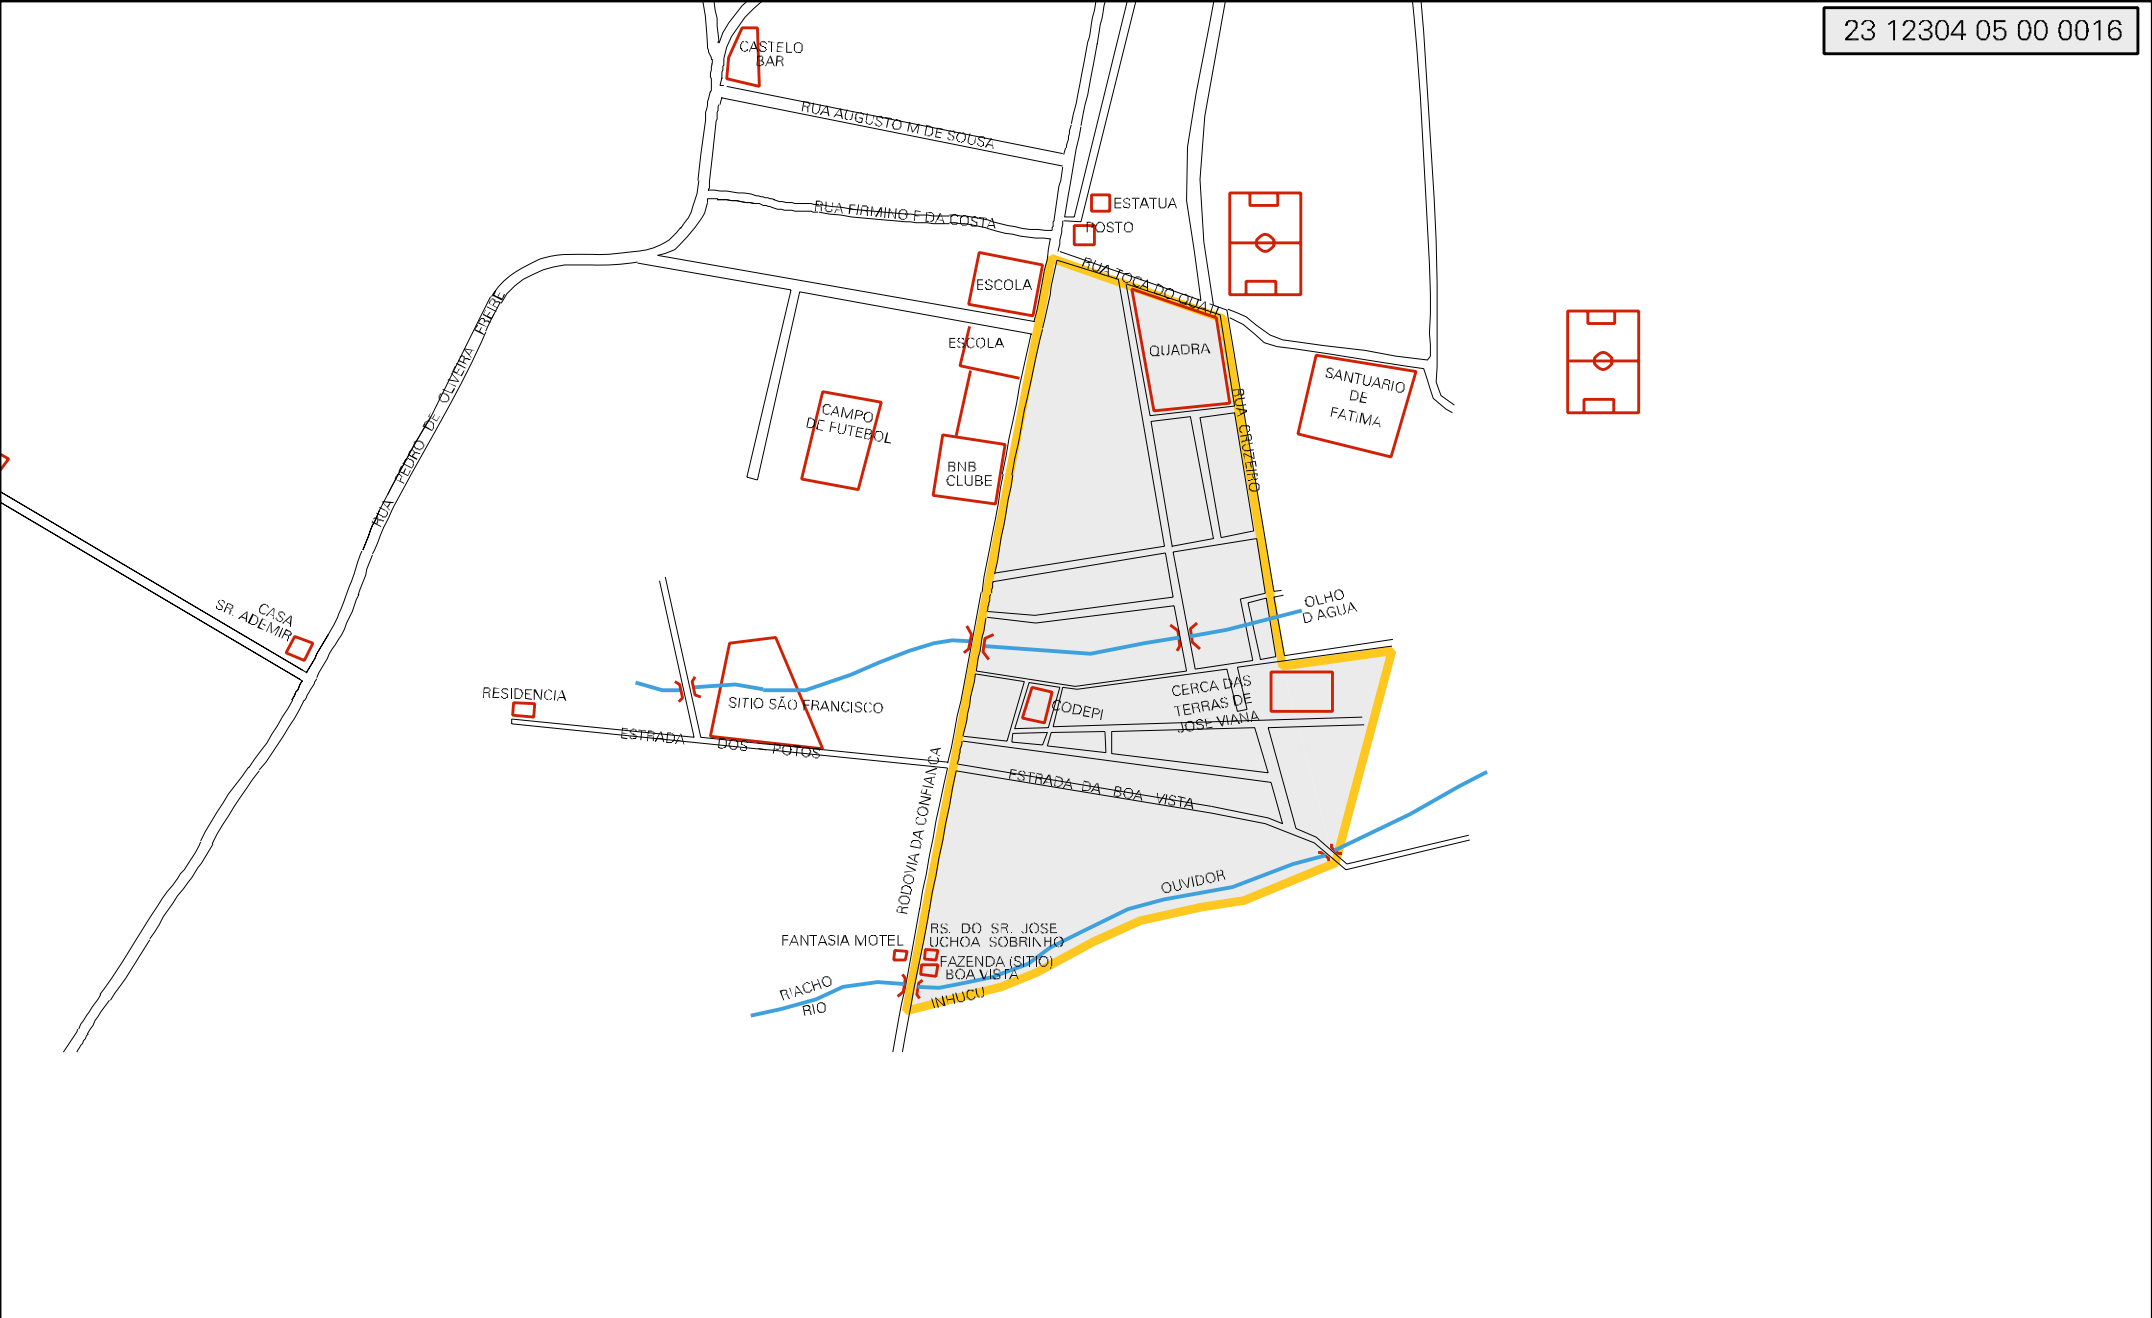 23 12304 05 00 0016
CASTELO
BAR
RUA AUGUSTO M DE SOUSA
ESTATUA
RUA FIRMINO F DA COSTA
POSTO
RUA TOCA DO QUATI
ESCOLA
ESCOLA
QUADRA
RUA PEDRO DE OLIVEIRA FREIRE
SANTUARIO
DE
FATIMA
CAMPO
DE FUTEBOL
RUA CRUZEIRO
BNB
CLUBE
CASA
SR. ADEMIR
OLHO
D AGUA
RESIDENCIA
SITIO SÃO FRANCISCO
CERCA DAS
TERRAS DE
JOSE VIANA
CODEPI
ESTRADA DOS - POTOS
ESTRADA DA BOA VISTA
RODOVIA DA CONFIANCA
OUVIDOR
FANTASIA MOTEL
RS. DO SR. JOSE
UCHOA SOBRINHO
FAZENDA (SITIO)
BOA VISTA
RIACHO
RIO
INHUCU